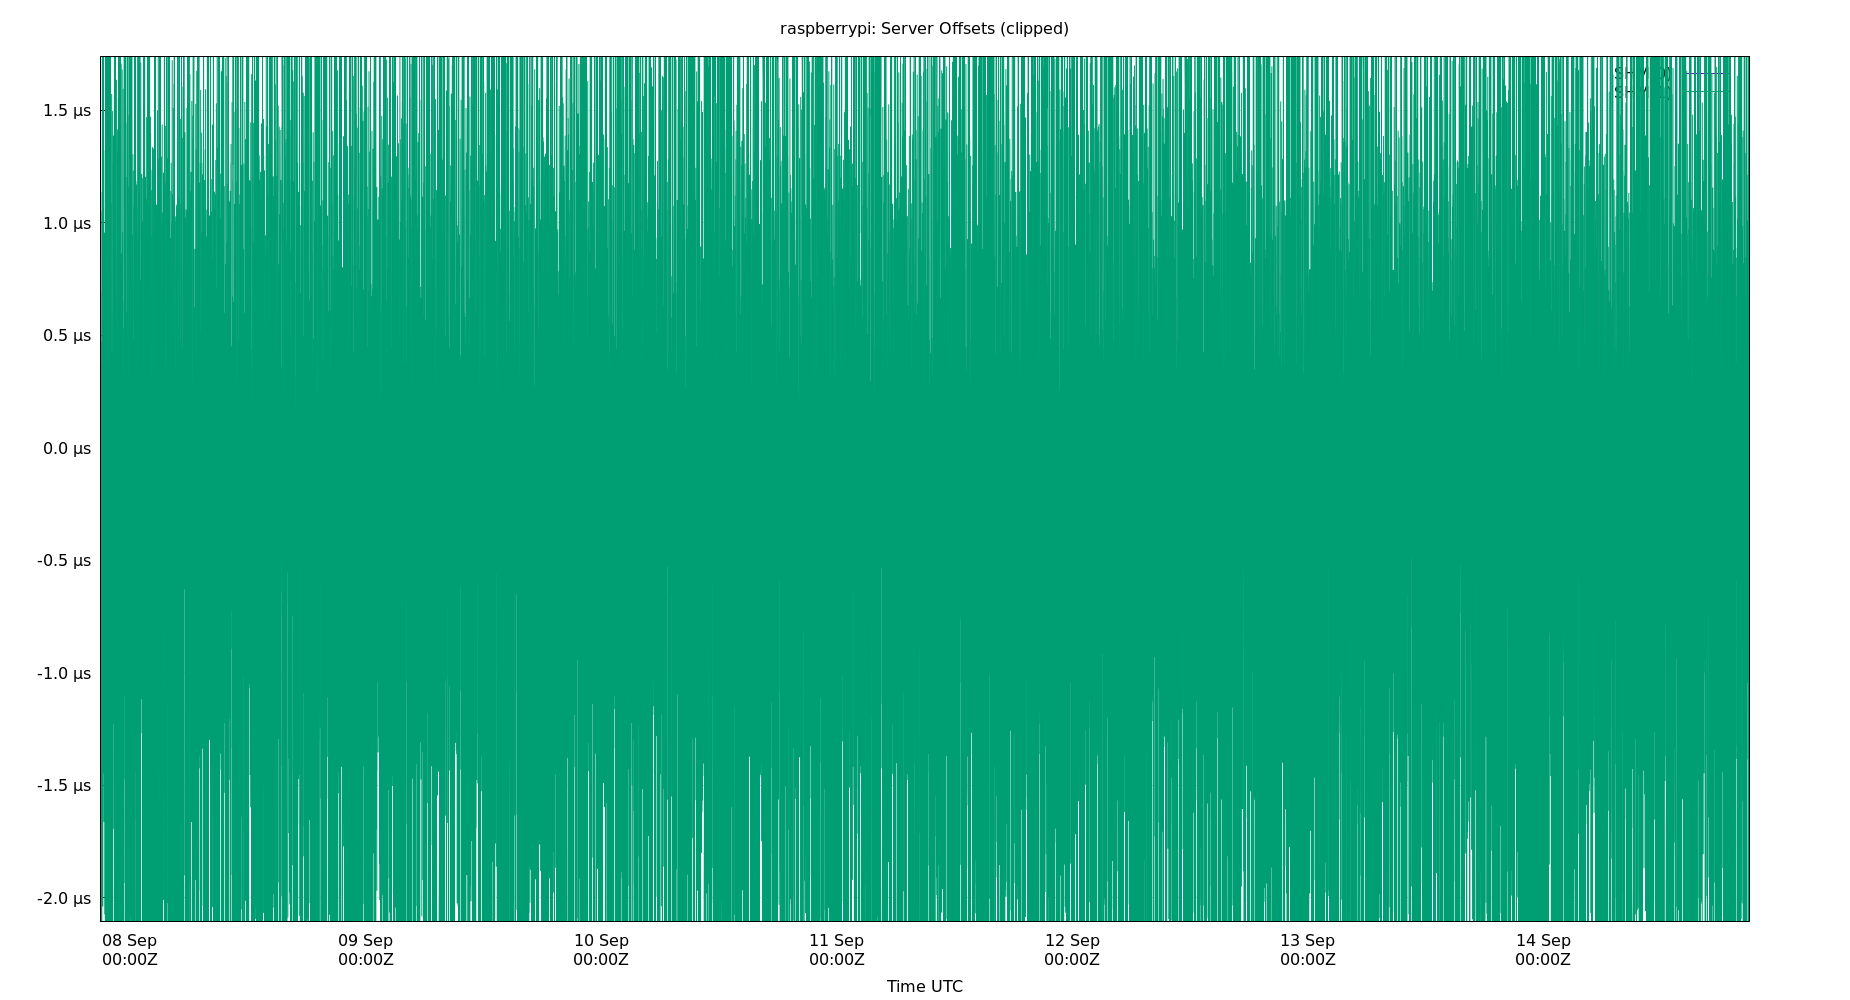 raspberrypi: Server Offsets (clipped)
1.5 µs
1.0 µs
0.5 µs
0.0 µs
-0.5 µs
-1.0 µs
-1.5 µs
-2.0 µs
08 Sep 09 Sep 10 Sep 11 Sep 12 Sep 13 Sep 14 Sep
00:00Z 00:00Z 00:00Z 00:00Z 00:00Z 00:00Z 00:00Z
Time UTC